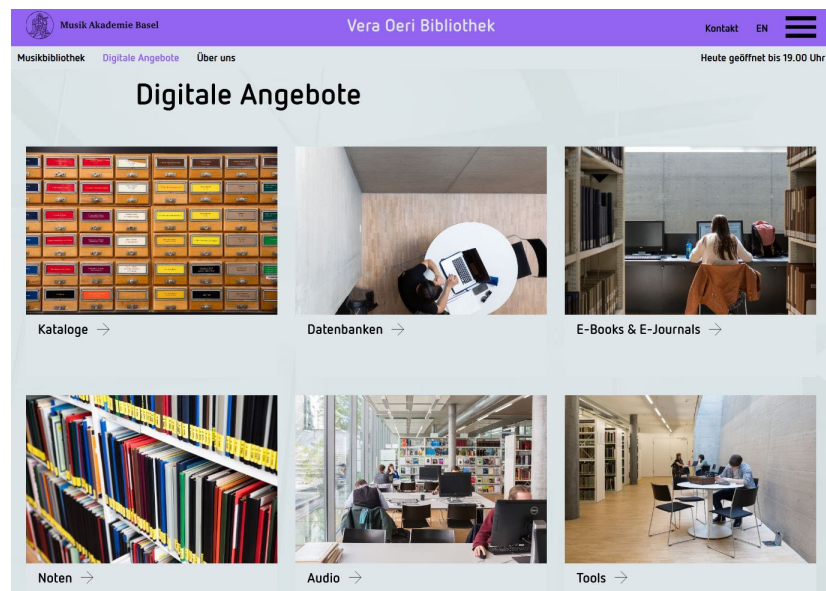 Musik Akademie Basel
Vera Oeri Bibliothek
Kontakt EN
Musikbibliothek Digitale Angebote Über uns
Heute geöffnet bis 19.00 Uhr
Digitale Angebote
Kataloge →
Datenbanken →
E-Books & E-Journals →
Noten →
Audio →
Tools →